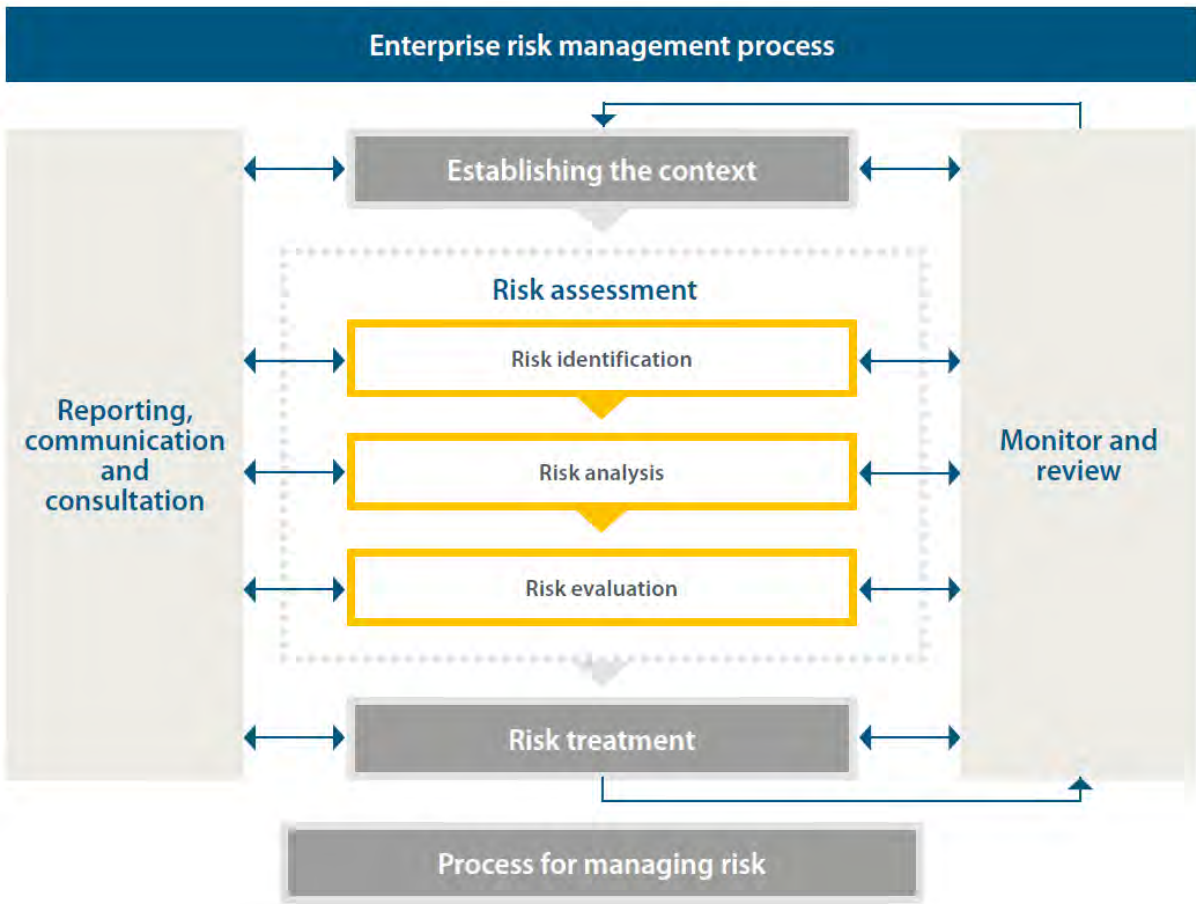 Enterprise risk management process
Establishing the context
Risk assessment
Risk identification
Risk analysis
Risk evaluation
Reporting,
communication
and
consultation
Monitor and
review
Risk treatment
Process for managing risk